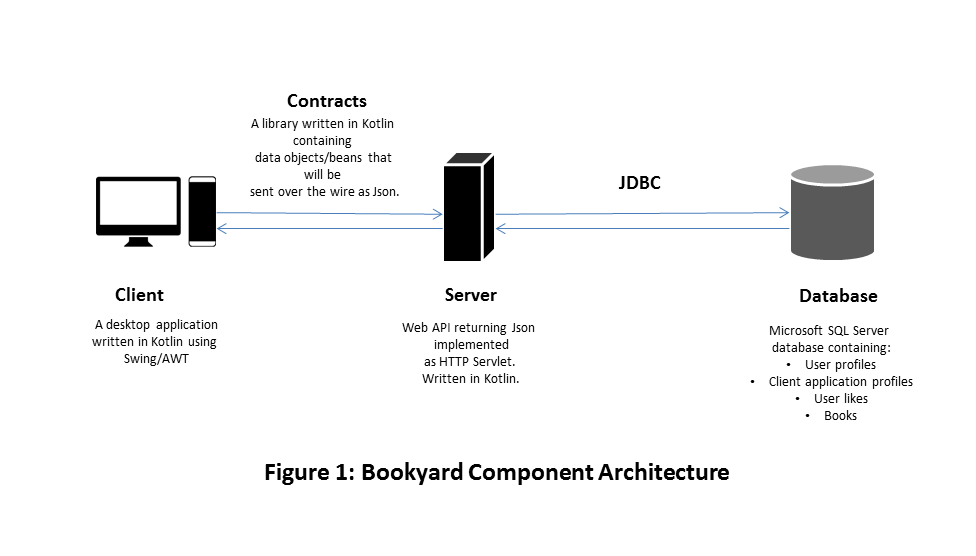 Contracts
A library written in Kotlin
containing
data objects/beans that
will be
sent over the wire as Json.
JDBC
Client
A desktop application
written in Kotlin using
Swing/AWT
Server
Web API returning Json
implemented
as HTTP Servlet.
Written in Kotlin.
Database
Microsoft SQL Server
database containing:
• User profiles
• Client application profiles
• User likes
• Books
Figure 1: Bookyard Component Architecture